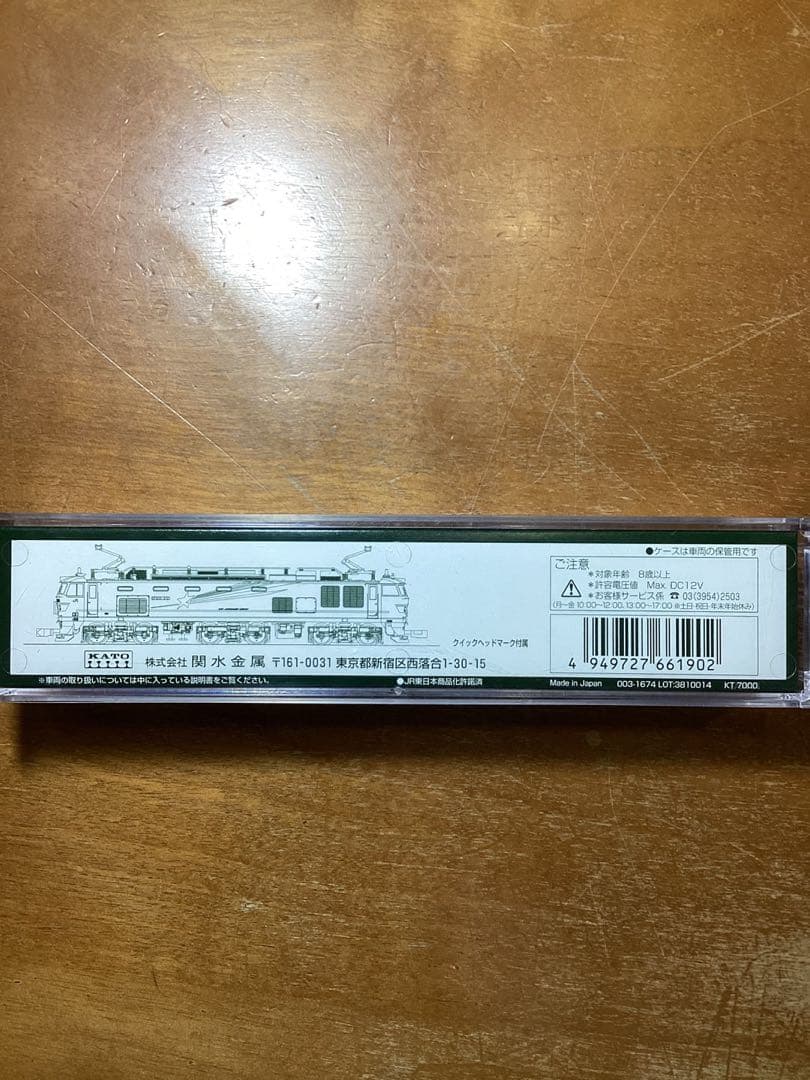 ●ケースは車両の保管用です
ご注意
*対象年齢 8歳以上
*許容電圧値 Max. DC12V
*お客様サービス係 ☎ 03(3954)2503
(月〜金 10:00〜12:00, 13:00〜17:00 ※土日・祝日・年末年始休み)
クイックヘッドマーク付属
KATO
株式会社 関水金属 〒161-0031 東京都新宿区西落合1-30-15
4 949727 661902
※車両の取り扱いについては中に入っている説明書をご覧ください。
●JR東日本商品化許諾済
Made in Japan 003-1674 LOT:3810014 KT/7000